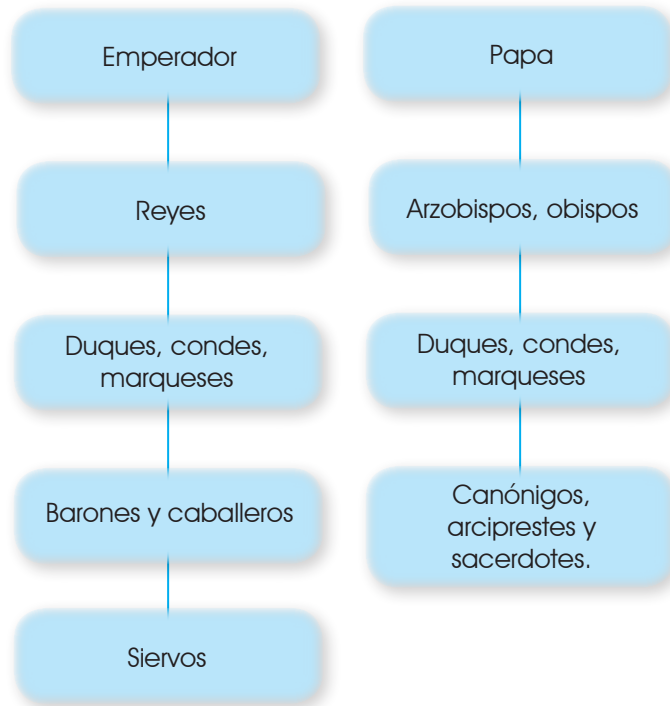 Emperador
Reyes
Duques, condes,
marqueses
Barones y caballeros
Siervos
Papa
Arzobispos, obispos
Duques, condes,
marqueses
Canónigos,
arciprestes y
sacerdotes.